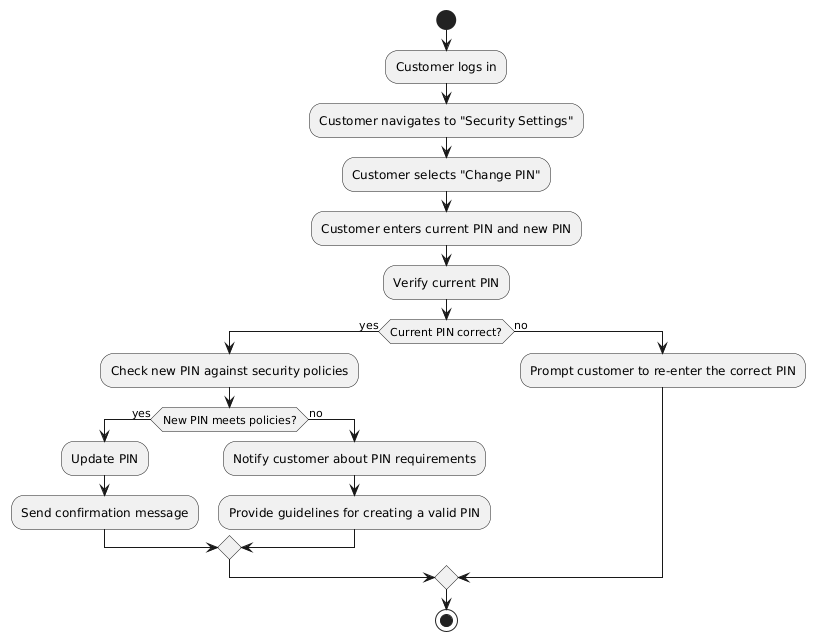 Customer logs in
Customer navigates to "Security Settings"
Customer selects "Change PIN"
Customer enters current PIN and new PIN
Verify current PIN
yes
Current PIN correct?
no
Check new PIN against security policies
Prompt customer to re-enter the correct PIN
yes
New PIN meets policies?
no
Update PIN
Notify customer about PIN requirements
Send confirmation message
Provide guidelines for creating a valid PIN